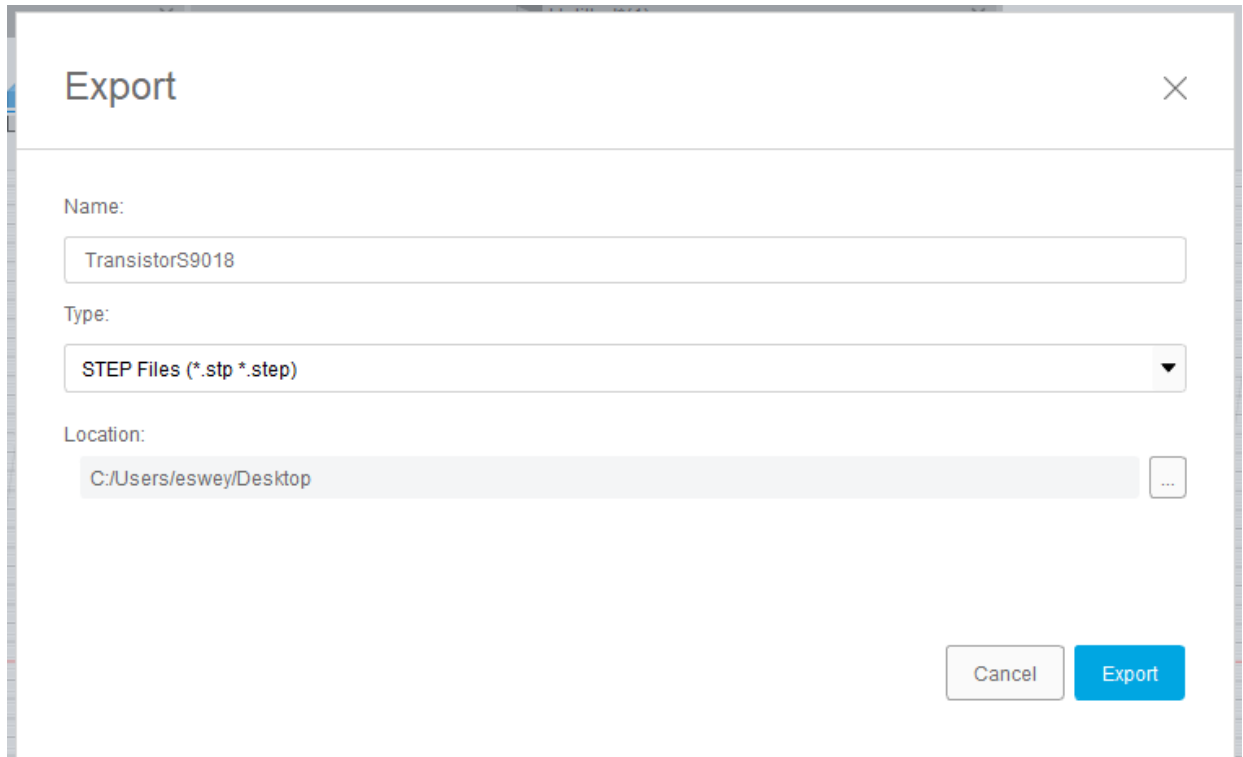 Export
Name:
TransistorS9018
Type:
STEP Files (*.stp *.step)
Location:
C:/Users/eswey/Desktop
...
Cancel
Export